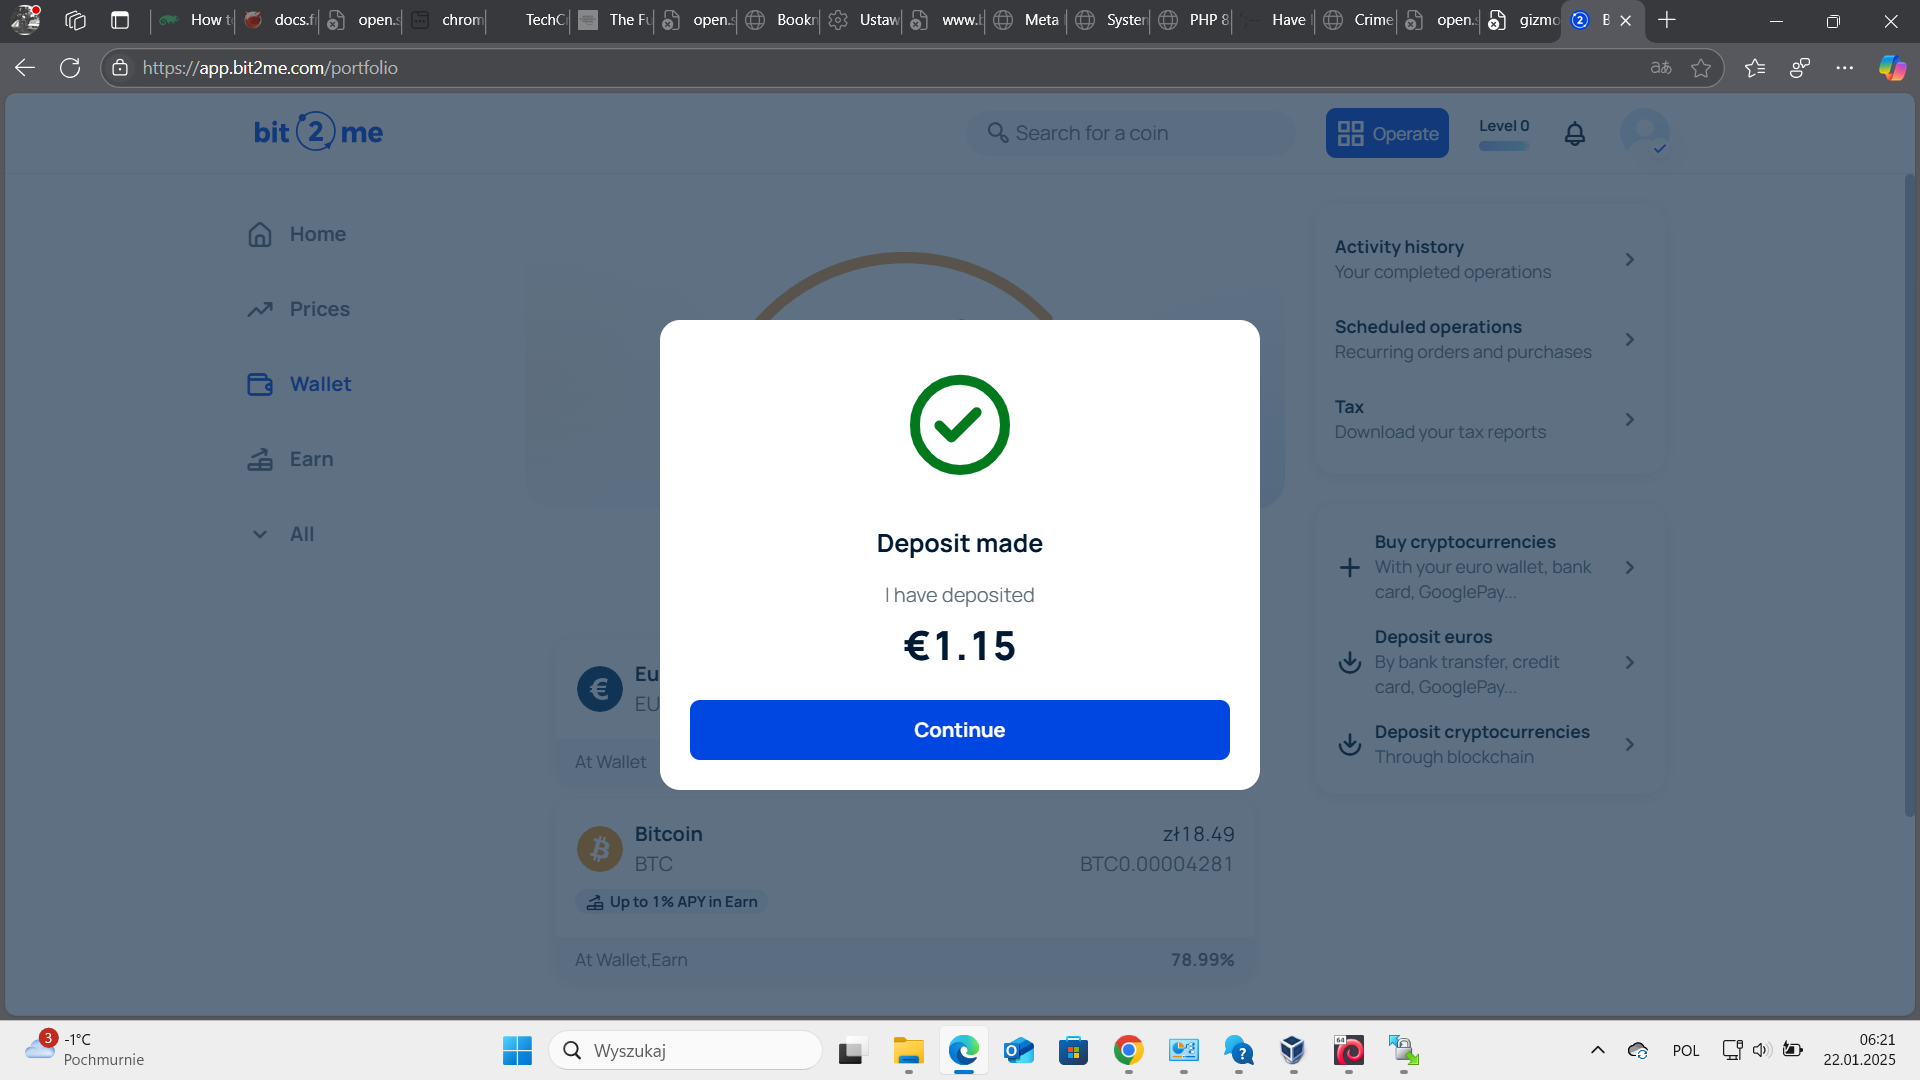 How t
docs.f
open.s
chrom
TechC
The Fu
open.s
Bookn
Ustaw
www.b
Meta
System
PHP 8
Have
Crime
open.s
gizmo
https://app.bit2me.com/portfolio
bit 2 me
Search for a coin
Operate
Level 0
Home
Prices
Wallet
Earn
All
Activity history
Your completed operations
Scheduled operations
Recurring orders and purchases
Tax
Download your tax reports
Deposit made
I have deposited
€1.15
Continue
Buy cryptocurrencies
With your euro wallet, bank
card, GooglePay...
Deposit euros
By bank transfer, credit
card, GooglePay...
Deposit cryptocurrencies
Through blockchain
Eu
EU
At Wallet
Bitcoin
BTC
zł18.49
BTC0.00004281
Up to 1% APY in Earn
At Wallet,Earn
78.99%
3
-1°C
Pochmurnie
Wyszukaj
64
POL
06:21
22.01.2025